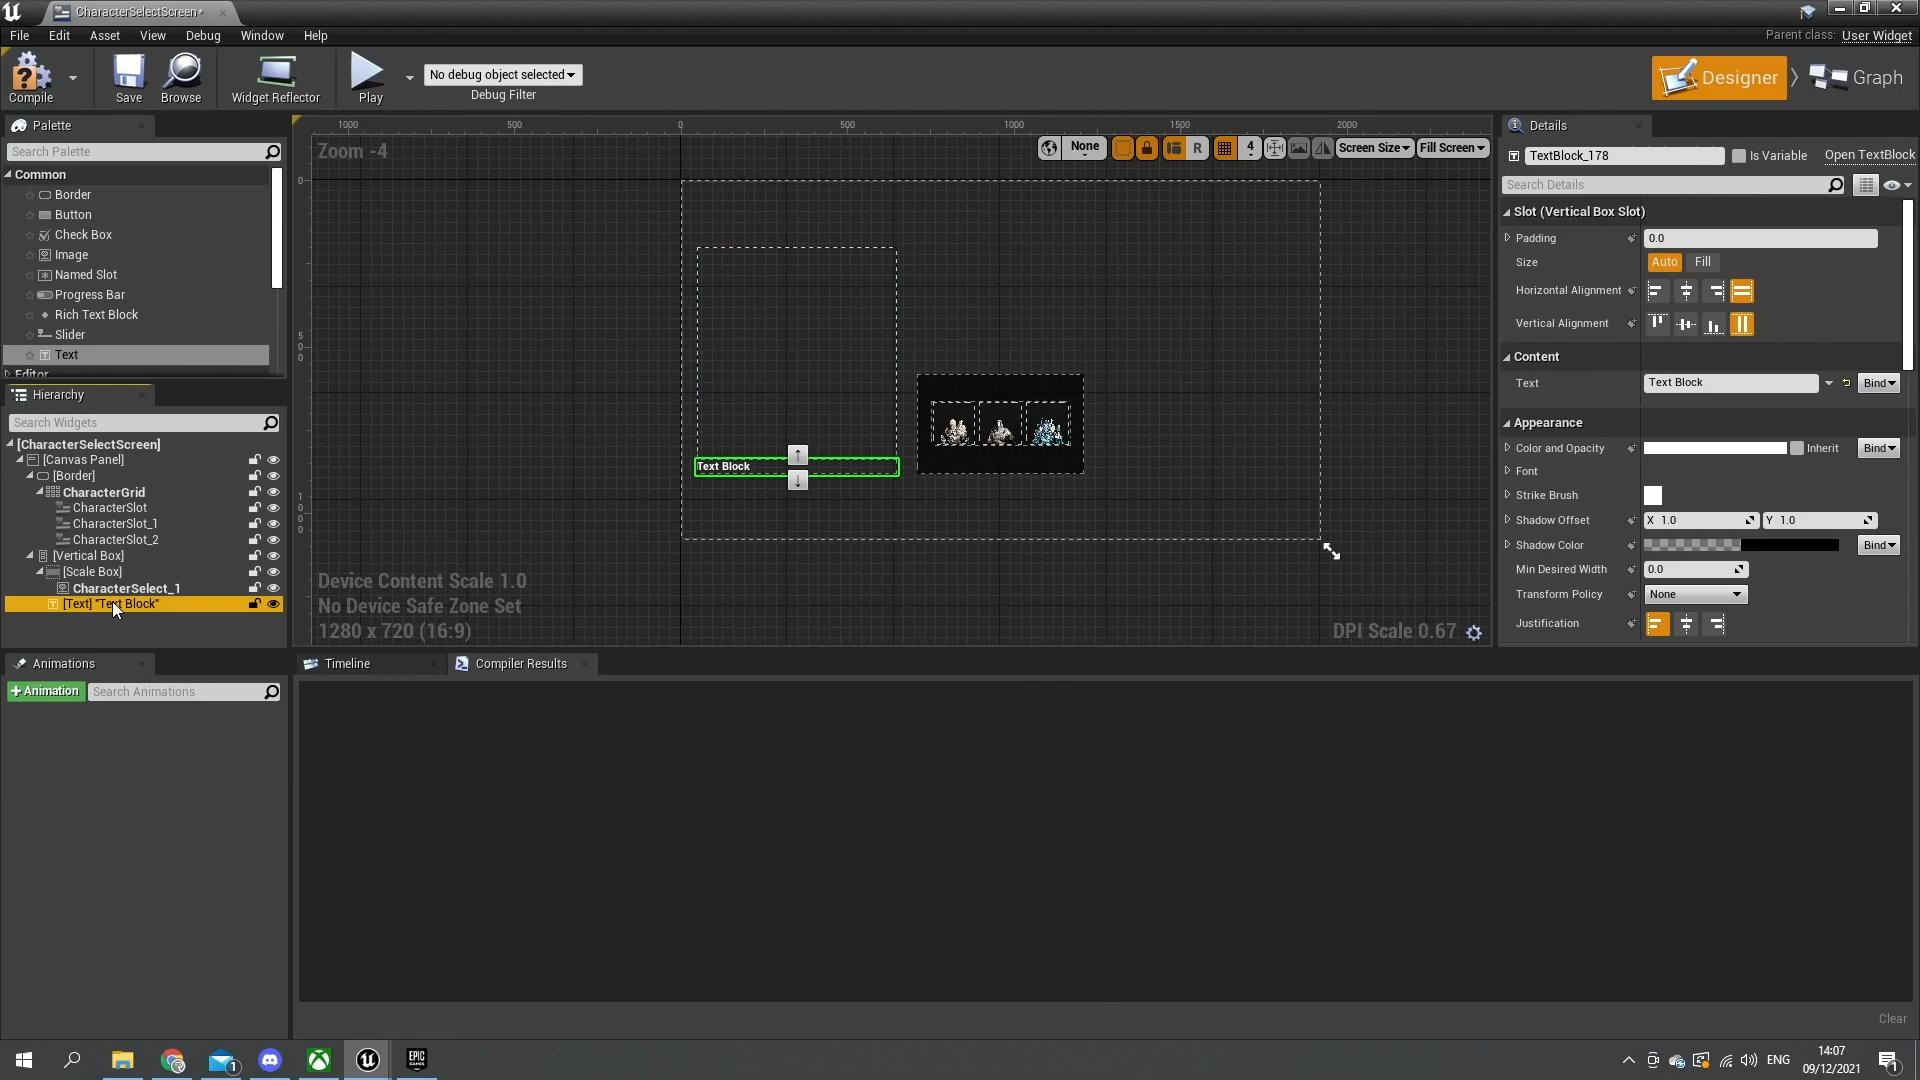 CharacterSelectScreen*
File Edit Asset View Debug Window Help
Parent class: User Widget
Compile
Save
Browse
Widget Reflector
Play
No debug object selected
Debug Filter
Designer
Graph
Palette
Search Palette
Common
Border
Button
Check Box
Image
Named Slot
Progress Bar
Rich Text Block
Slider
Text
Editor
Hierarchy
Search Widgets
[CharacterSelectScreen]
[Canvas Panel]
[Border]
CharacterGrid
CharacterSlot
CharacterSlot_1
CharacterSlot_2
[Vertical Box]
[Scale Box]
CharacterSelect_1
[Text] "Text Block"
Animations
+Animation
Search Animations
1000 500 0 500 1000 1500 2000
Zoom -4
None
R
4
Screen Size
Fill Screen
0
500
1000
Text Block
Device Content Scale 1.0
No Device Safe Zone Set
1280 x 720 (16:9)
DPI Scale 0.67
Timeline
Compiler Results
Clear
Details
TextBlock_178
Is Variable
Open TextBlock
Search Details
Slot (Vertical Box Slot)
Padding 0.0
Size Auto Fill
Horizontal Alignment
Vertical Alignment
Content
Text Text Block Bind
Appearance
Color and Opacity Inherit Bind
Font
Strike Brush
Shadow Offset X 1.0 Y 1.0
Shadow Color Bind
Min Desired Width 0.0
Transform Policy None
Justification
EPIC
GAMES
1
ENG
14:07
09/12/2021
1